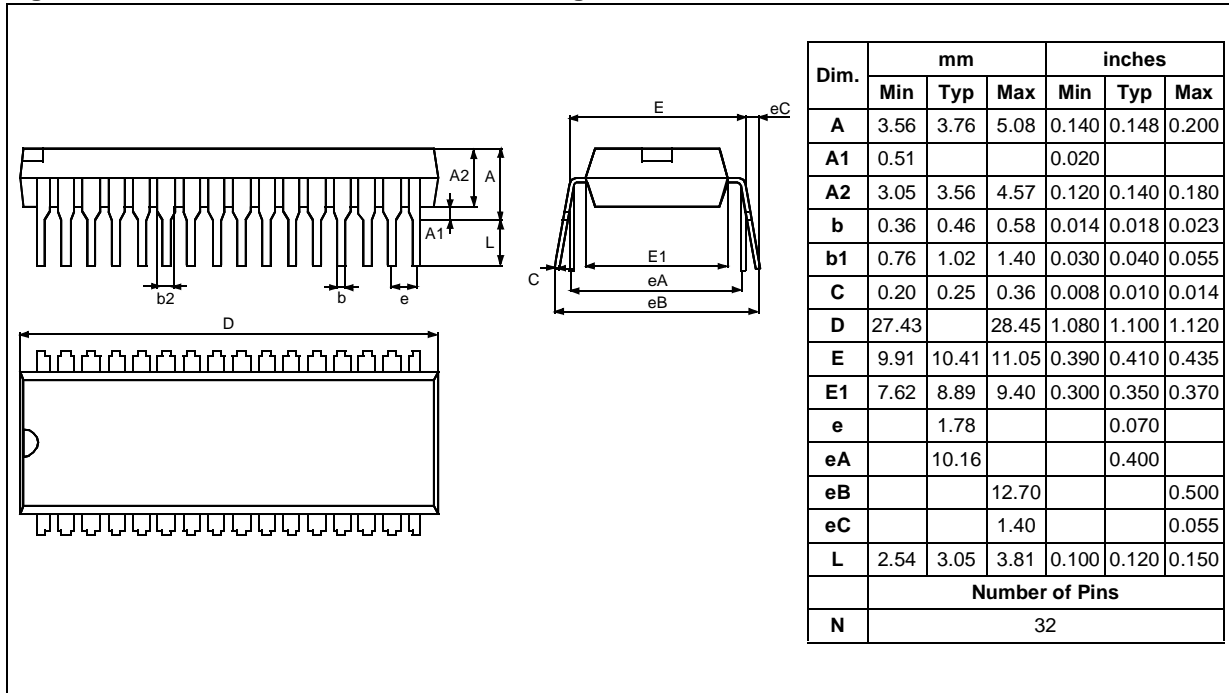 E
eC
A2
A
A1
L
b2
b
e
C
E1
eA
eB
D
Dim. mm inches
Min Typ Max Min Typ Max
A 3.56 3.76 5.08 0.140 0.148 0.200
A1 0.51 0.020
A2 3.05 3.56 4.57 0.120 0.140 0.180
b 0.36 0.46 0.58 0.014 0.018 0.023
b1 0.76 1.02 1.40 0.030 0.040 0.055
C 0.20 0.25 0.36 0.008 0.010 0.014
D 27.43 28.45 1.080 1.100 1.120
E 9.91 10.41 11.05 0.390 0.410 0.435
E1 7.62 8.89 9.40 0.300 0.350 0.370
e 1.78 0.070
eA 10.16 0.400
eB 12.70 0.500
eC 1.40 0.055
L 2.54 3.05 3.81 0.100 0.120 0.150
Number of Pins
N 32